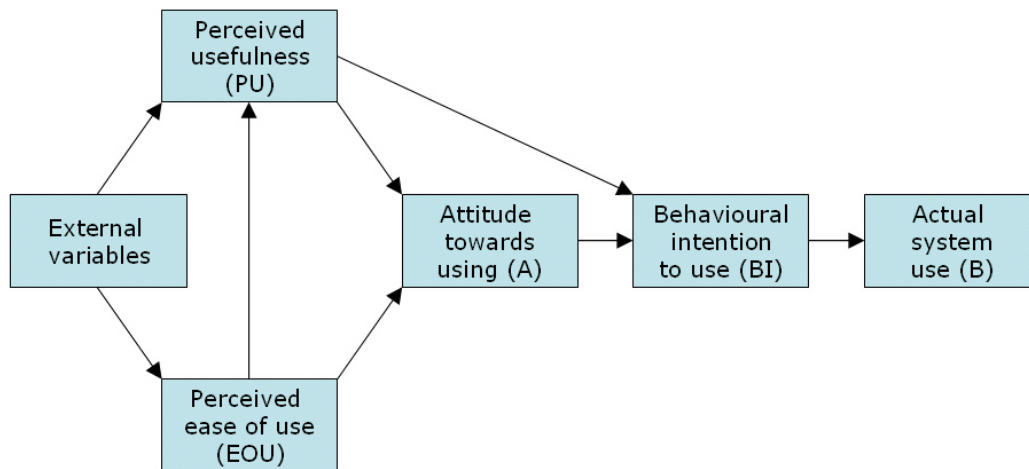 Perceived
usefulness
(PU)
External
variables
Attitude
towards
using (A)
Behavioural
intention
to use (BI)
Actual
system
use (B)
Perceived
ease of use
(EOU)